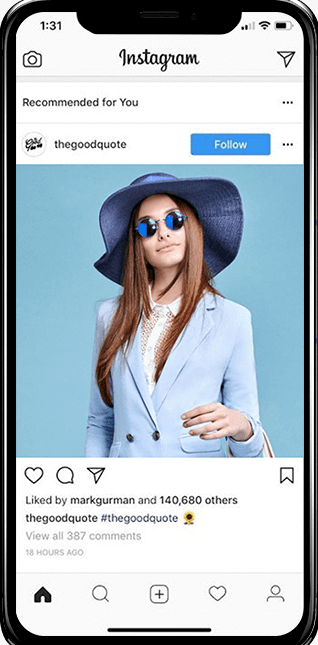 1:31
Instagram
Recommended for You
thegoodquote
Follow
Liked by markgurman and 140,680 others
thegoodquote #thegoodquote 🌻
View all 387 comments
18 HOURS AGO